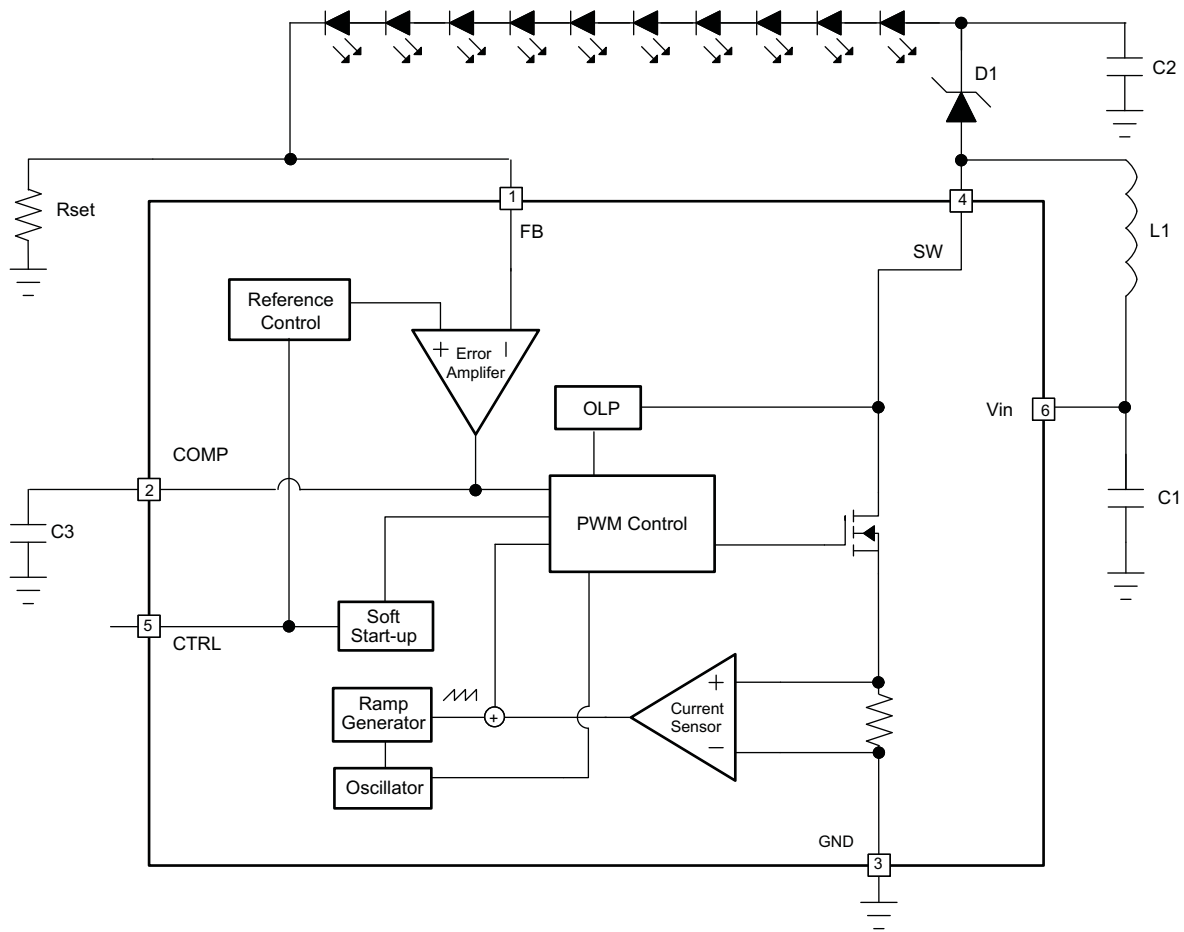 D1
C2
Rset
1
4
FB
L1
SW
Reference
Control
+
Error
Amplifer
OLP
Vin
6
COMP
2
PWM Control
C1
C3
Soft
Start-up
5
CTRL
+
Current
Sensor
−
Ramp
Generator
+
Oscillator
GND
3